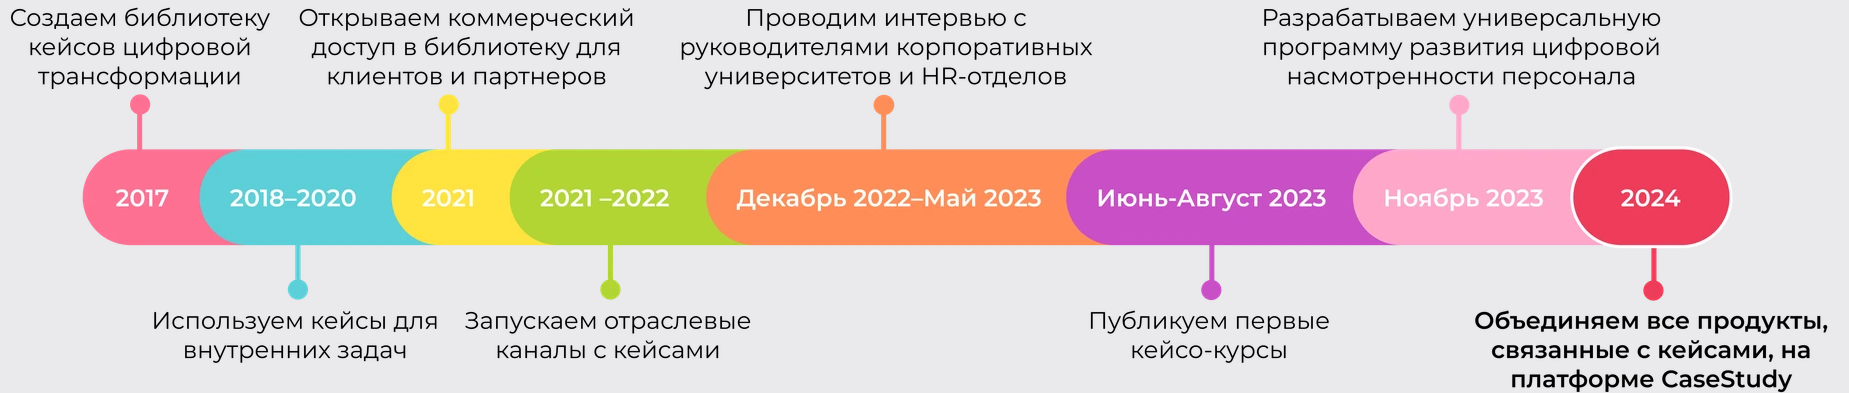 Создаем библиотеку
кейсов цифровой
трансформации
Открываем коммерческий
доступ в библиотеку для
клиентов и партнеров
Проводим интервью с
руководителями корпоративных
университетов и HR-отделов
Разрабатываем универсальную
программу развития цифровой
насмотренности персонала
2017
2018–2020
2021
2021 –2022
Декабрь 2022–Май 2023
Июнь-Август 2023
Ноябрь 2023
2024
Используем кейсы для
внутренних задач
Запускаем отраслевые
каналы с кейсами
Публикуем первые
кейсо-курсы
Объединяем все продукты,
связанные с кейсами, на
платформе CaseStudy